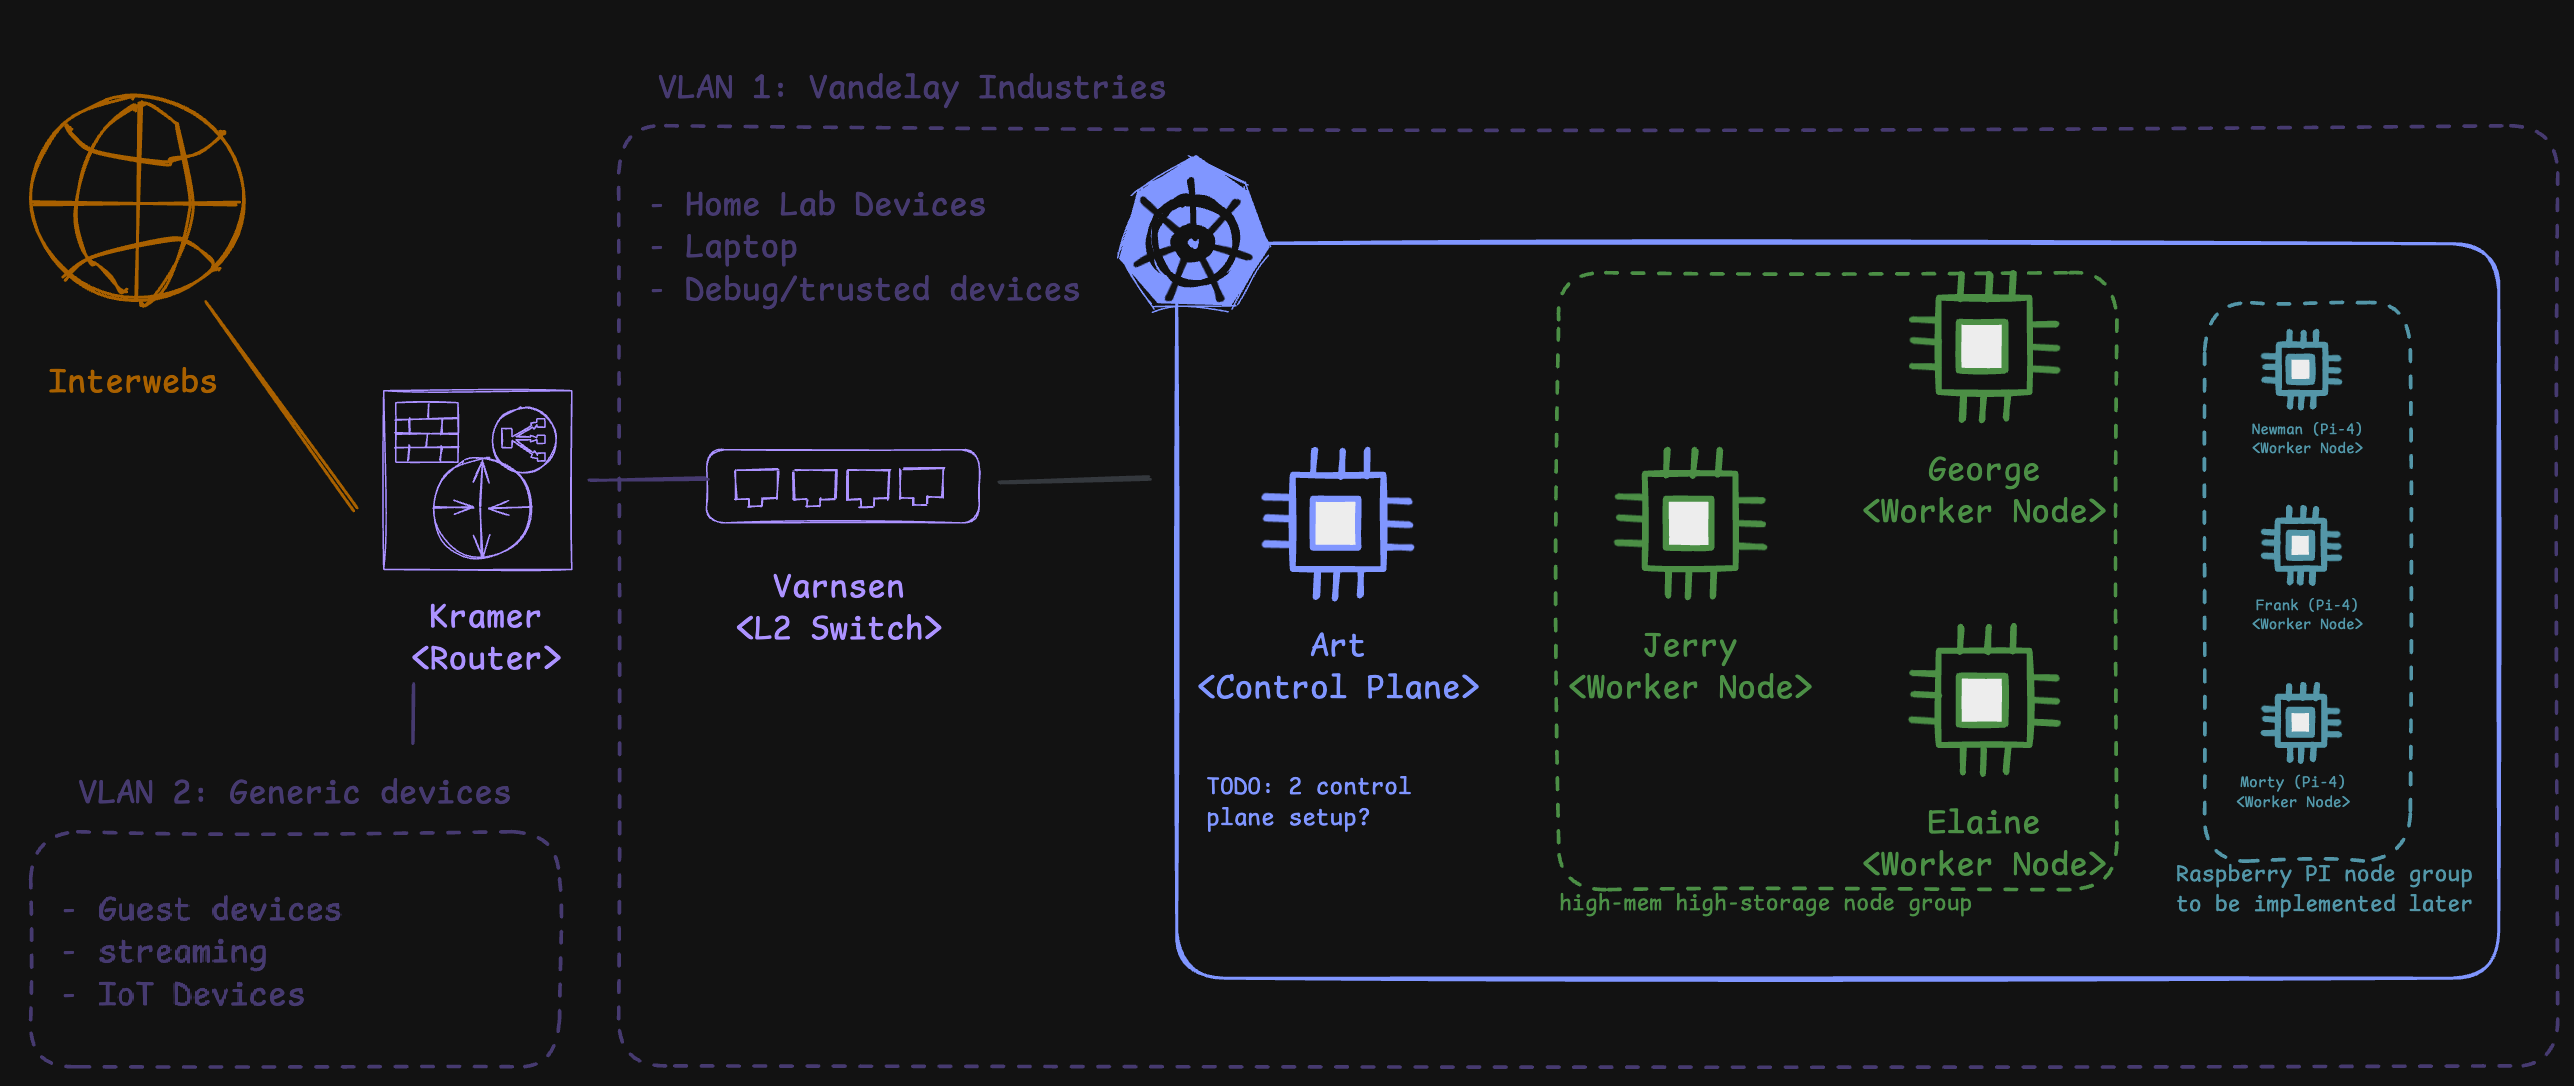 VLAN 1: Vandelay Industries
- Home Lab Devices
- Laptop
- Debug/trusted devices
Interwebs
Kramer
<Router>
Varnsen
<L2 Switch>
Art
<Control Plane>
TODO: 2 control
plane setup?
Jerry
<Worker Node>
George
<Worker Node>
Elaine
<Worker Node>
high-mem high-storage node group
Newman (Pi-4)
<Worker Node>
Frank (Pi-4)
<Worker Node>
Morty (Pi-4)
<Worker Node>
Raspberry PI node group
to be implemented later
VLAN 2: Generic devices
- Guest devices
- streaming
- IoT Devices